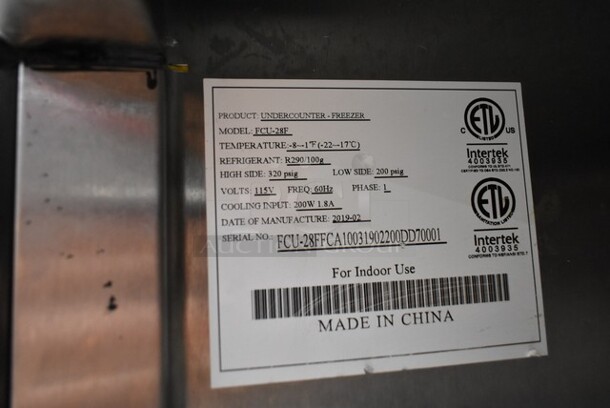 PRODUCT: UNDERCOUNTER - FREEZER
MODEL: FCU-28F
TEMPERATURE: -8~-1℉(-22~-17℃)
REFRIGERANT: R290/100g
HIGH SIDE: 320 psig LOW SIDE: 200 psig
VOLTS: 115V FREQ: 60Hz PHASE: 1
COOLING INPUT: 200W 1.8A
DATE OF MANUFACTURE: 2019-02
SERIAL NO.: FCU-28FFCA10031902200DD70001
For Indoor Use
MADE IN CHINA
C ETL US
Intertek
4003935
ETL
Intertek
4003935